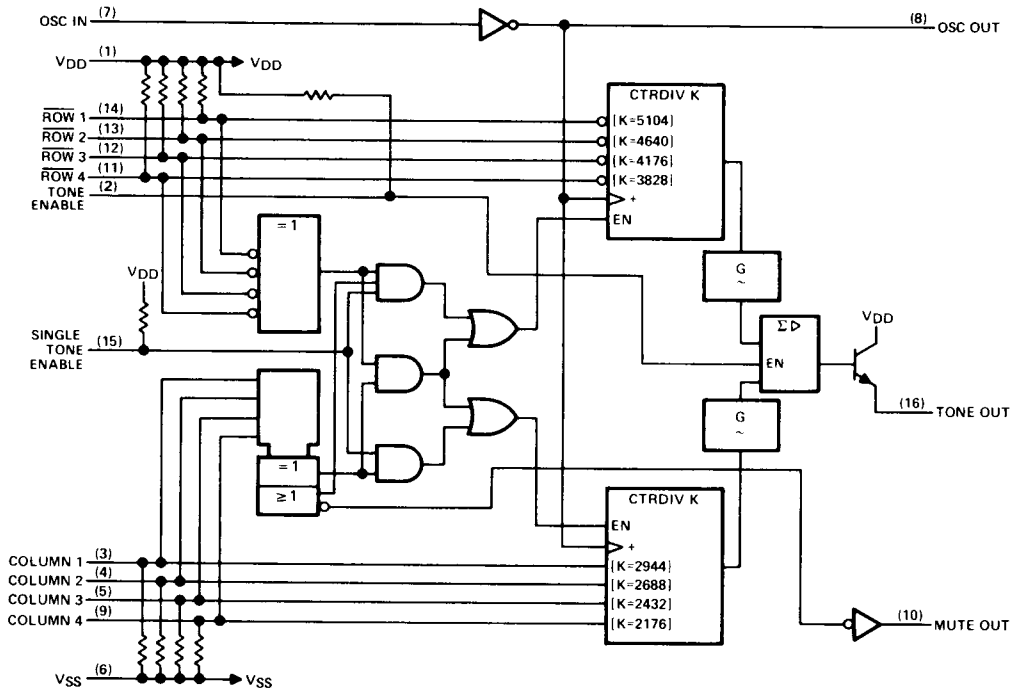 OSC IN (7) (8) OSC OUT
VDD (1) VDD
CTRDIV K
ROW 1 (14) [K=5104]
ROW 2 (13) [K=4640]
ROW 3 (12) [K=4176]
ROW 4 (11) [K=3828]
TONE ENABLE (2)
+
EN
=1
G
~
VDD
SINGLE TONE ENABLE (15)
Σ▷
EN
VDD
(16) TONE OUT
G
~
=1
≥1
CTRDIV K
EN
+
COLUMN 1 (3) [K=2944]
COLUMN 2 (4) [K=2688]
COLUMN 3 (5) [K=2432]
COLUMN 4 (9) [K=2176]
(10) MUTE OUT
VSS (6) VSS